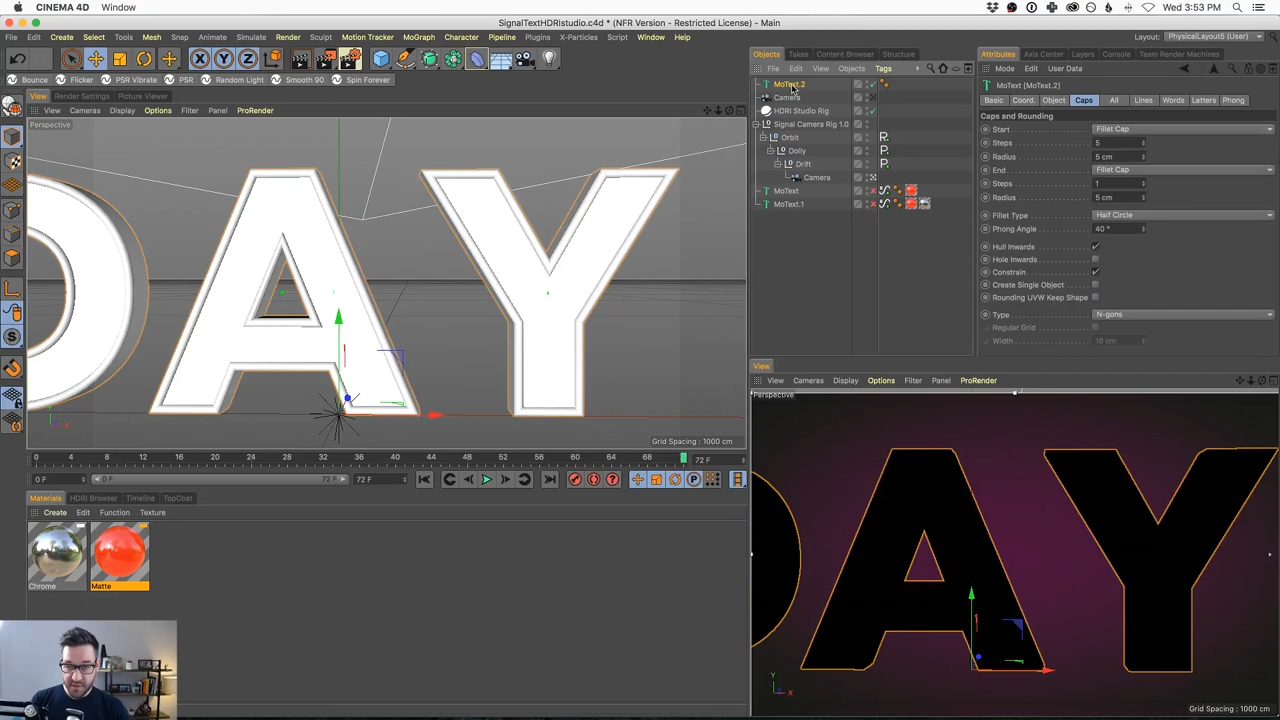 CINEMA 4D Window
Wed 3:53 PM
SignalTextHDRIstudio.c4d * (NFR Version - Restricted License) - Main
File Edit Create Select Tools Mesh Snap Animate Simulate Render Sculpt Motion Tracker MoGraph Character Pipeline Plugins X-Particles Script Window Help
Layout: PhysicalLayout5 (User)
Bounce Flicker PSR Vibrate PSR Random Light Smooth 90 Spin Forever
View Render Settings Picture Viewer
View Cameras Display Options Filter Panel ProRender
Perspective
DAY
Grid Spacing : 1000 cm
0 4 8 12 16 20 24 28 32 36 40 44 48 52 56 60 64 68 72 F
0 F 0 F 72 F 72 F
Materials HDRI Browser Timeline TopCoat
Create Edit Function Texture
Chrome Matte
Objects Takes Content Browser Structure
File Edit View Objects Tags
MoText.2
Camera
HDRI Studio Rig
Signal Camera Rig 1.0
Orbit
Dolly
Drift
Camera
MoText
MoText.1
Attributes Axis Center Layers Console Team Render Machines
Mode Edit User Data
MoText [MoText.2]
Basic Coord. Object Caps All Lines Words Letters Phong
Caps and Rounding
Start Fillet Cap
Steps 5
Radius 5 cm
End Fillet Cap
Steps 1
Radius 5 cm
Fillet Type Half Circle
Phong Angle 40 °
Hull Inwards
Hole Inwards
Constrain
Create Single Object
Rounding UVW Keep Shape
Type N-gons
Regular Grid
Width 10 cm
View
View Cameras Display Options Filter Panel ProRender
Perspective
DAY
Y
X
Grid Spacing : 1000 cm